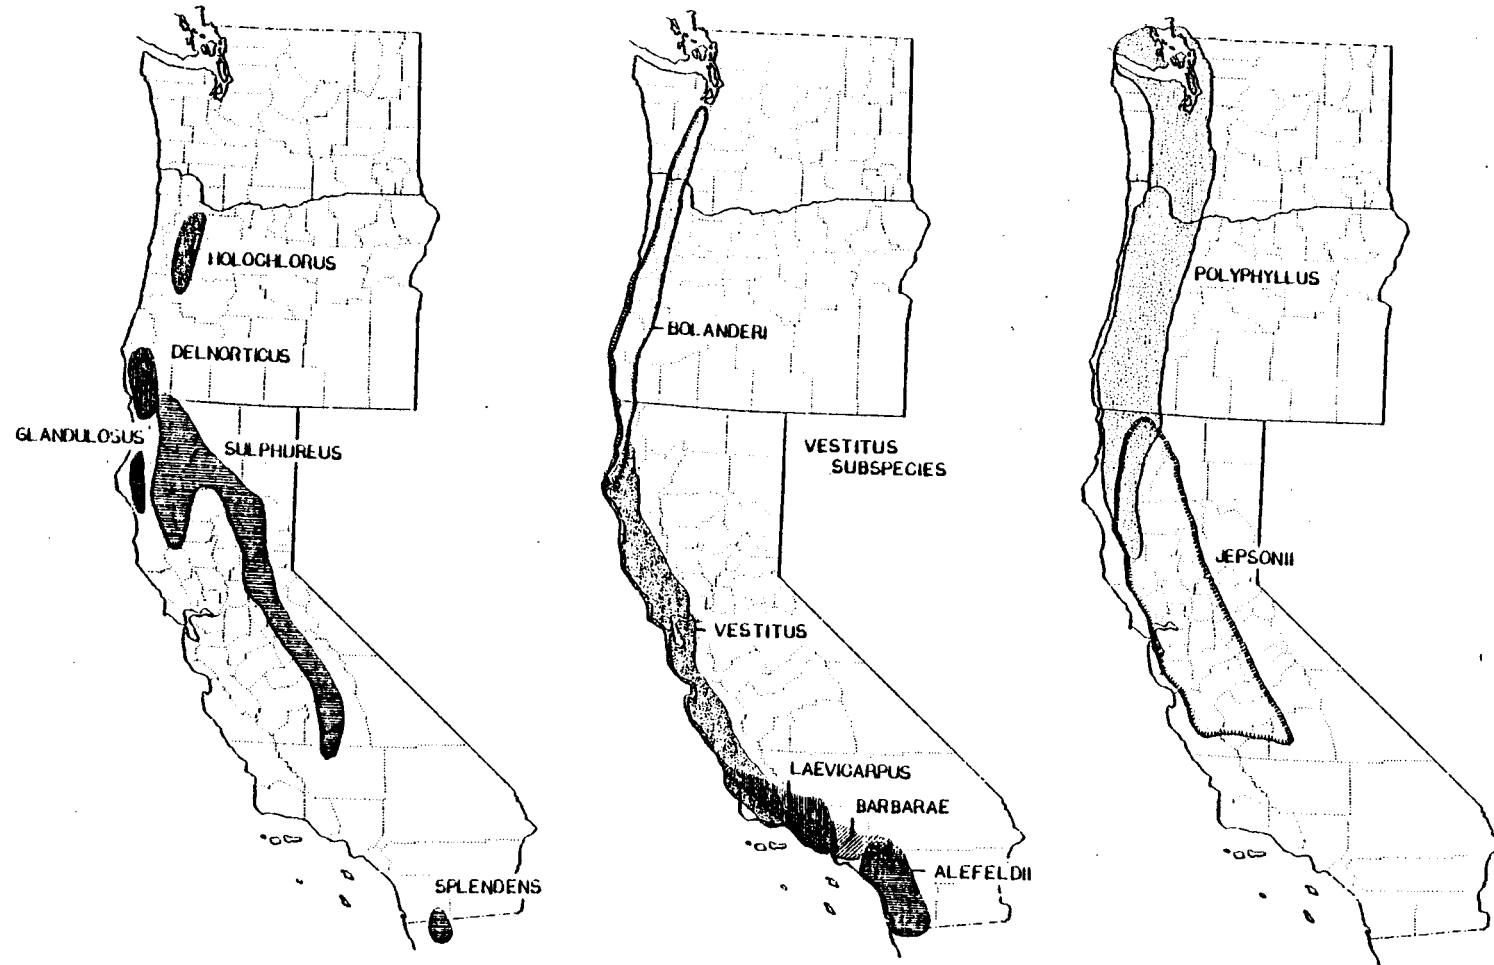 HOLOCHLORUS
DELNORTICUS
GLANDULOSUS
SULPHUREUS
SPLENDENS
BOLANDERI
VESTITUS
SUBSPECIES
VESTITUS
LAEVICARPUS
BARBARAE
ALEFELDII
POLYPHYLLUS
JEPSONII